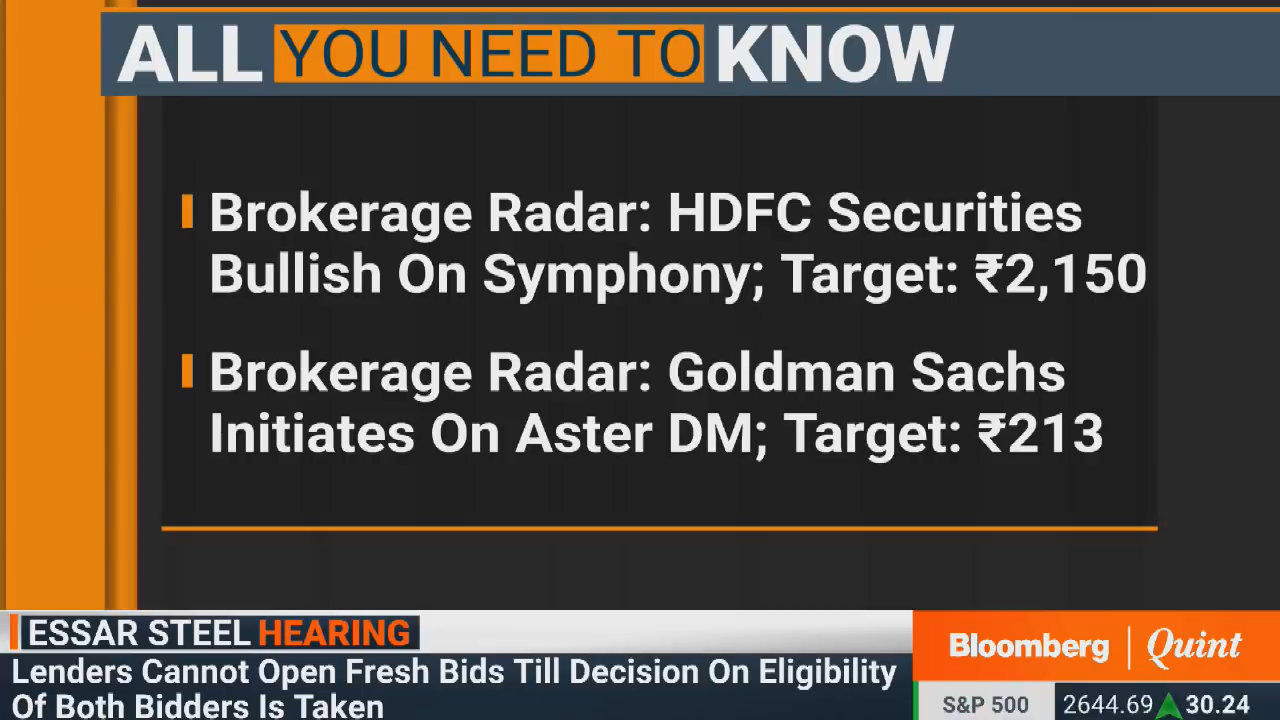 ALL YOU NEED TO KNOW
Brokerage Radar: HDFC Securities
Bullish On Symphony; Target: ₹2,150
Brokerage Radar: Goldman Sachs
Initiates On Aster DM; Target: ₹213
ESSAR STEEL HEARING
Lenders Cannot Open Fresh Bids Till Decision On Eligibility
Of Both Bidders Is Taken
Bloomberg | Quint
S&P 500 2644.69 ▲ 30.24